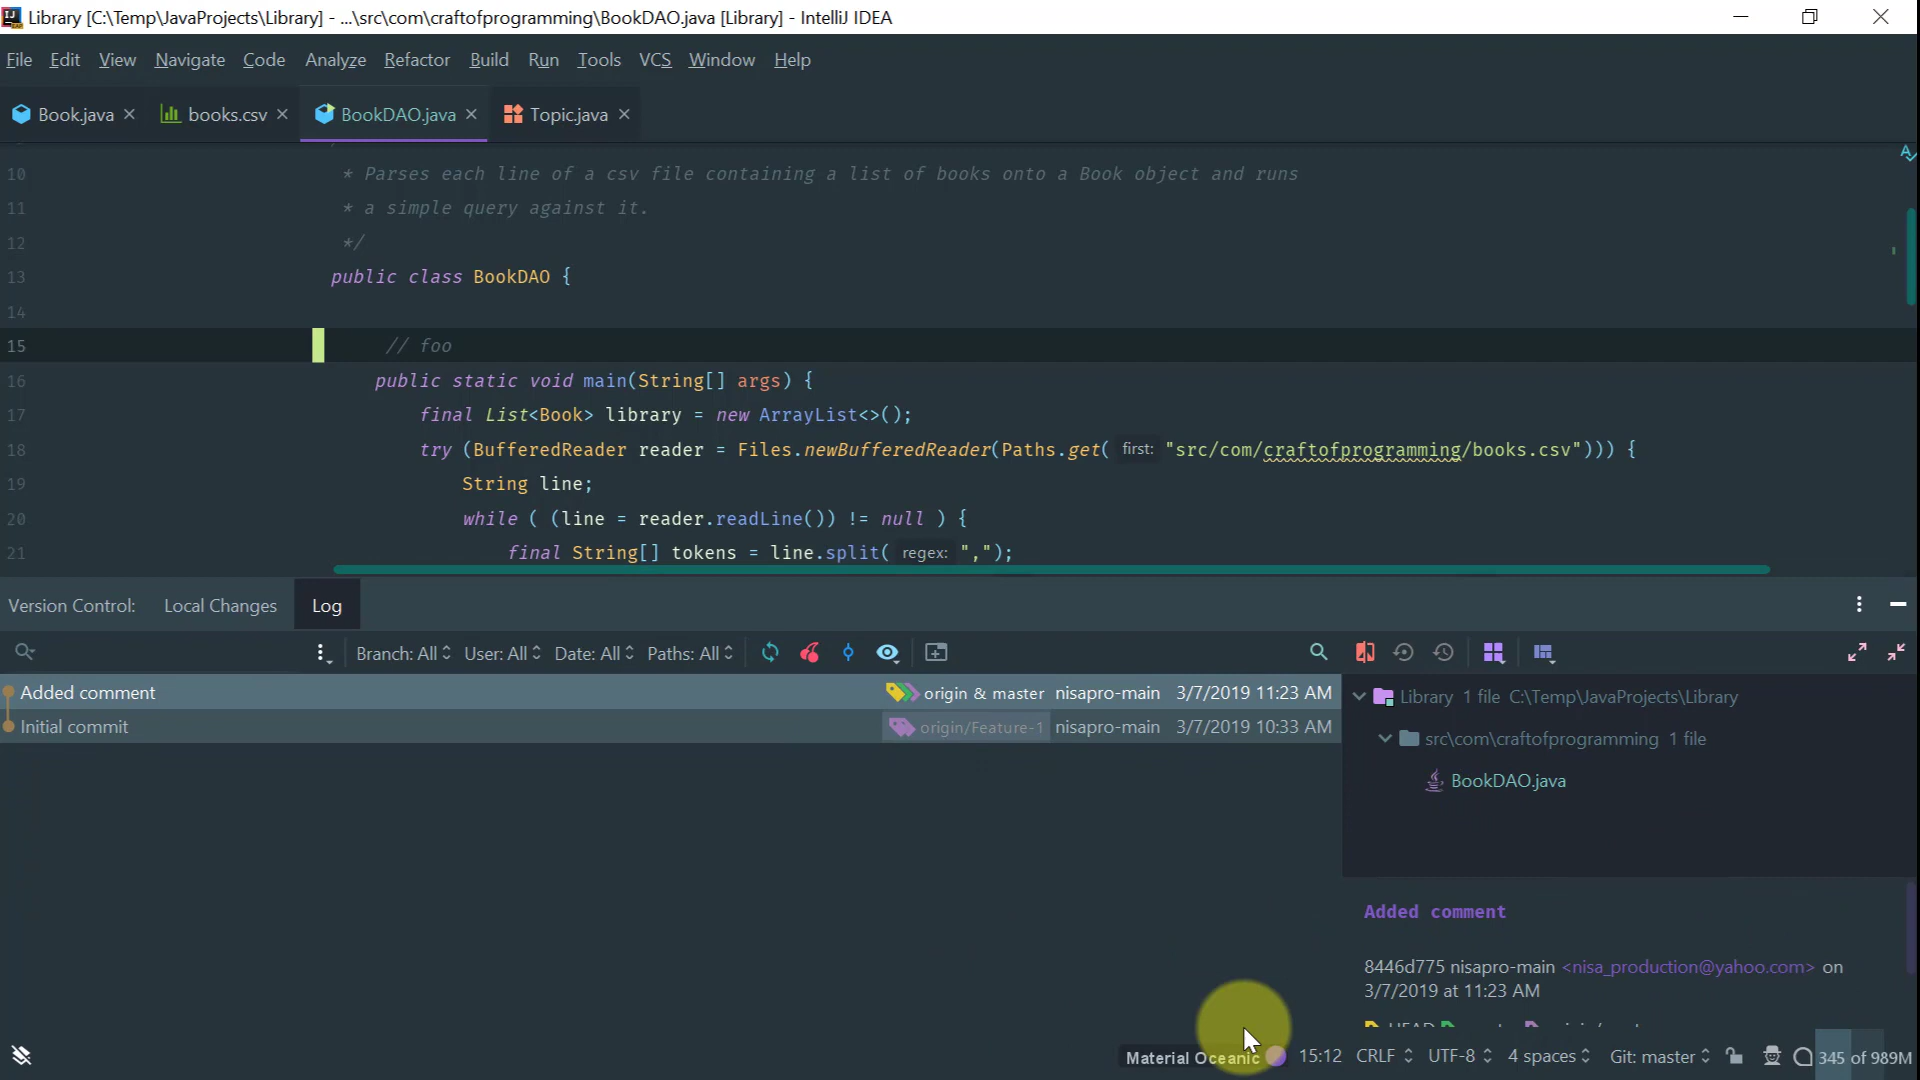 Library [C:\Temp\JavaProjects\Library] - ...\src\com\craftofprogramming\BookDAO.java [Library] - IntelliJ IDEA
File Edit View Navigate Code Analyze Refactor Build Run Tools VCS Window Help
Book.java books.csv BookDAO.java Topic.java
10 * Parses each line of a csv file containing a list of books onto a Book object and runs
11 * a simple query against it.
12 */
13 public class BookDAO {
14
15 // foo
16 public static void main(String[] args) {
17 final List<Book> library = new ArrayList<>();
18 try (BufferedReader reader = Files.newBufferedReader(Paths.get( first: "src/com/craftofprogramming/books.csv"))) {
19 String line;
20 while ( (line = reader.readLine()) != null ) {
21 final String[] tokens = line.split( regex: ",");
Version Control: Local Changes Log
Branch: All User: All Date: All Paths: All
Added comment origin & master nisapro-main 3/7/2019 11:23 AM
Initial commit origin/Feature-1 nisapro-main 3/7/2019 10:33 AM
Library 1 file C:\Temp\JavaProjects\Library
src\com\craftofprogramming 1 file
BookDAO.java
Added comment
8446d775 nisapro-main <nisa_production@yahoo.com> on
3/7/2019 at 11:23 AM
Material Oceanic 15:12 CRLF UTF-8 4 spaces Git: master 345 of 989M